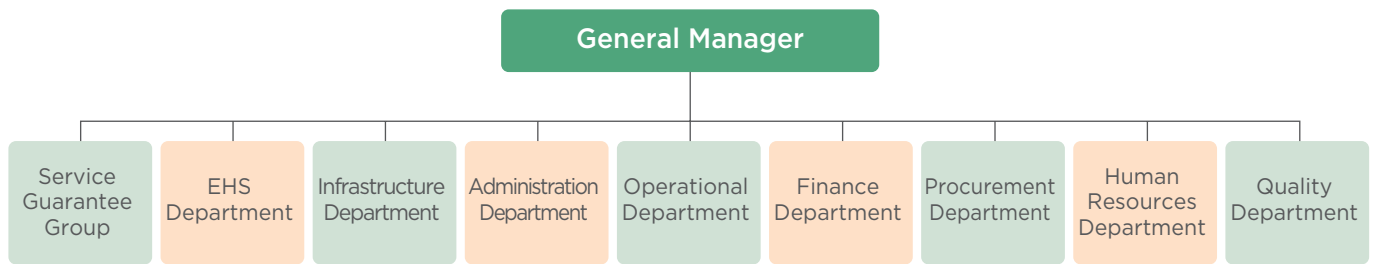 General Manager
Service
Guarantee
Group
EHS
Department
Infrastructure
Department
Administration
Department
Operational
Department
Finance
Department
Procurement
Department
Human
Resources
Department
Quality
Department